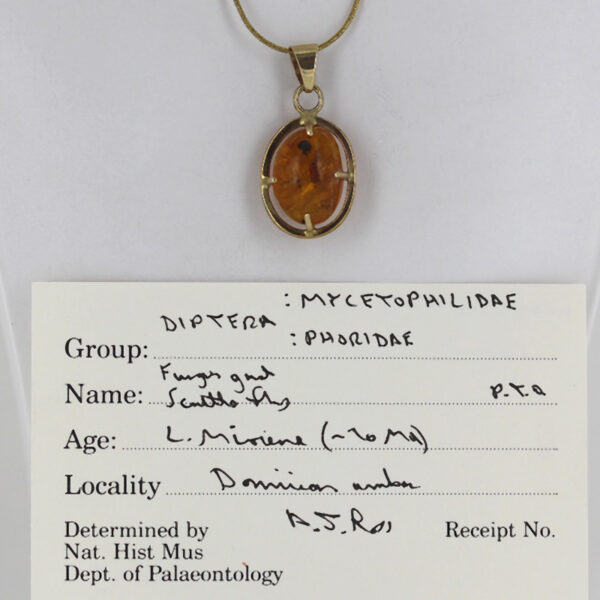 : MYCETOPHILIDAE
DIPTERA
Group: : PHORIDAE
Fungus gnat
Name: Scuttle fly P.T.O
Age: L. Miocene (~20 Ma)
Locality Dominican amber
Determined by A.J. Ross Receipt No.
Nat. Hist Mus
Dept. of Palaeontology